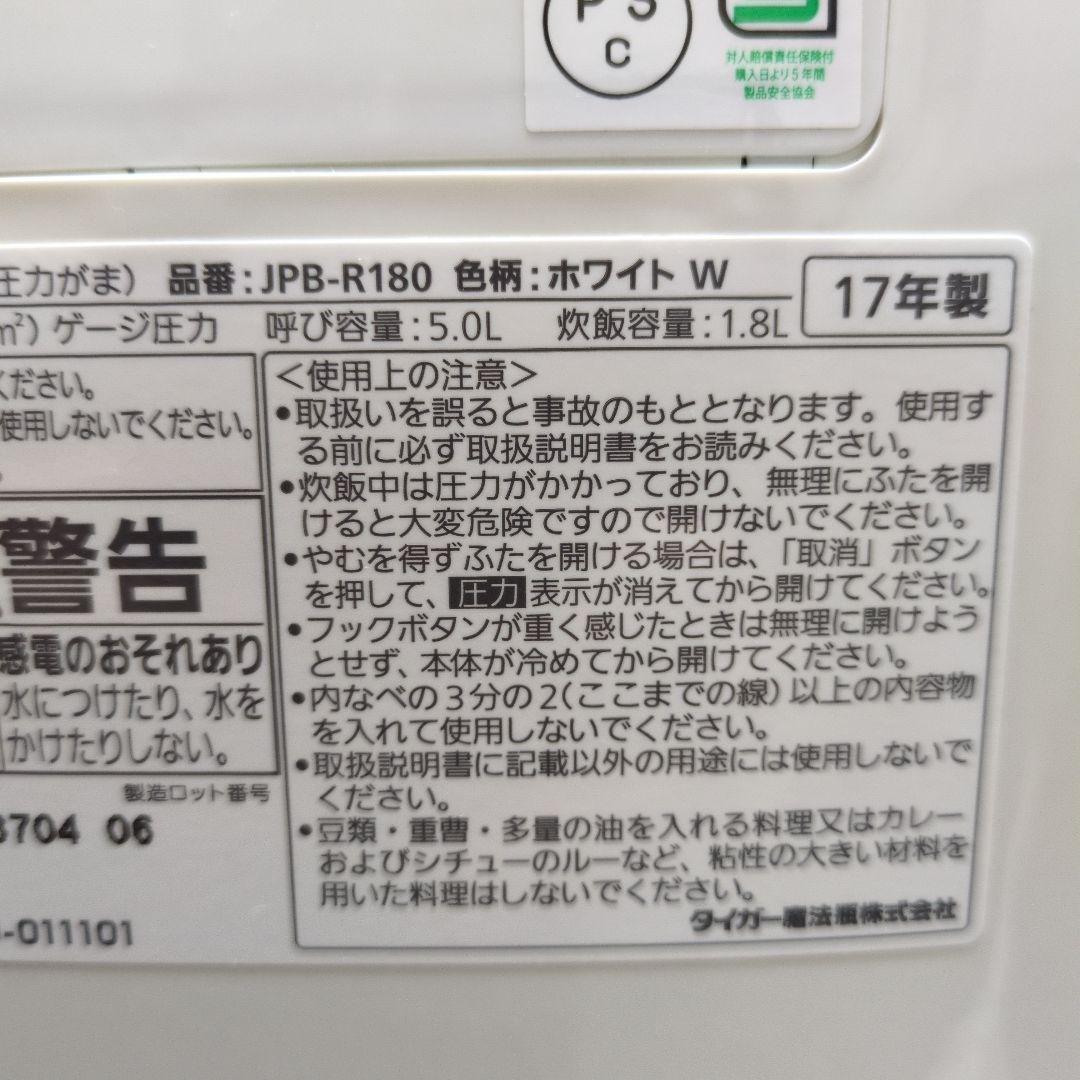 PS
C
対人賠償責任保険付
購入日より5年間
製品安全協会
圧力がま) 品番:JPB-R180 色柄:ホワイト W
17年製
m²) ゲージ圧力 呼び容量:5.0L 炊飯容量:1.8L
ください。
使用しないでください。
警告
感電のおそれあり
水につけたり、水を
かけたりしない。
製造ロット番号
3704 06
-011101
<使用上の注意>
•取扱いを誤ると事故のもととなります。使用す
る前に必ず取扱説明書をお読みください。
•炊飯中は圧力がかかっており、無理にふたを開
けると大変危険ですので開けないでください。
•やむを得ずふたを開ける場合は、「取消」ボタン
を押して、圧力表示が消えてから開けてください。
•フックボタンが重く感じたときは無理に開けよう
とせず、本体が冷めてから開けてください。
•内なべの3分の2(ここまでの線)以上の内容物
を入れて使用しないでください。
•取扱説明書に記載以外の用途には使用しないで
ください。
•豆類・重曹・多量の油を入れる料理又はカレー
およびシチューのルーなど、粘性の大きい材料を
用いた料理はしないでください。
タイガー魔法瓶株式会社